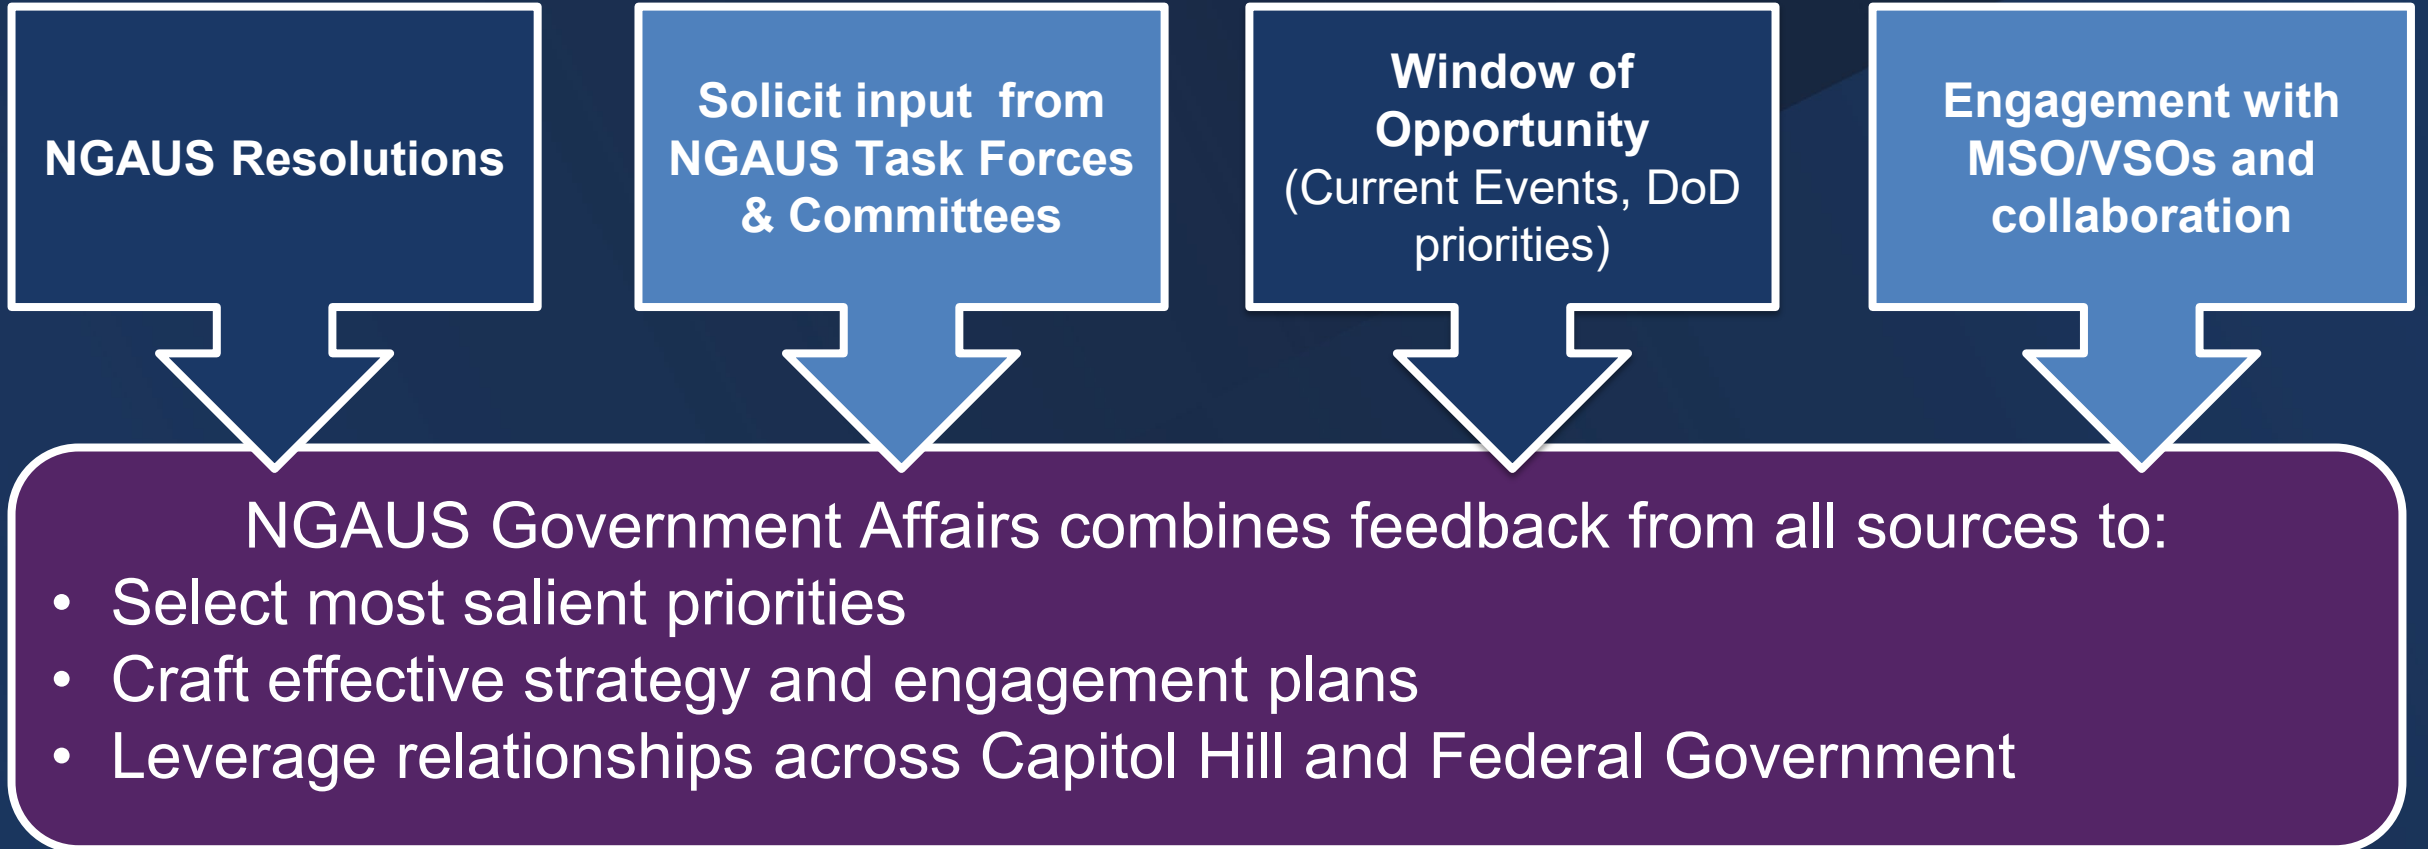 NGAUS Resolutions
Solicit input  from
NGAUS Task Forces
& Committees
Window of
Opportunity
(Current Events, DoD
priorities)
Engagement with
MSO/VSOs and
collaboration
NGAUS Government Affairs combines feedback from all sources to:
• Select most salient priorities
• Craft effective strategy and engagement plans
• Leverage relationships across Capitol Hill and Federal Government